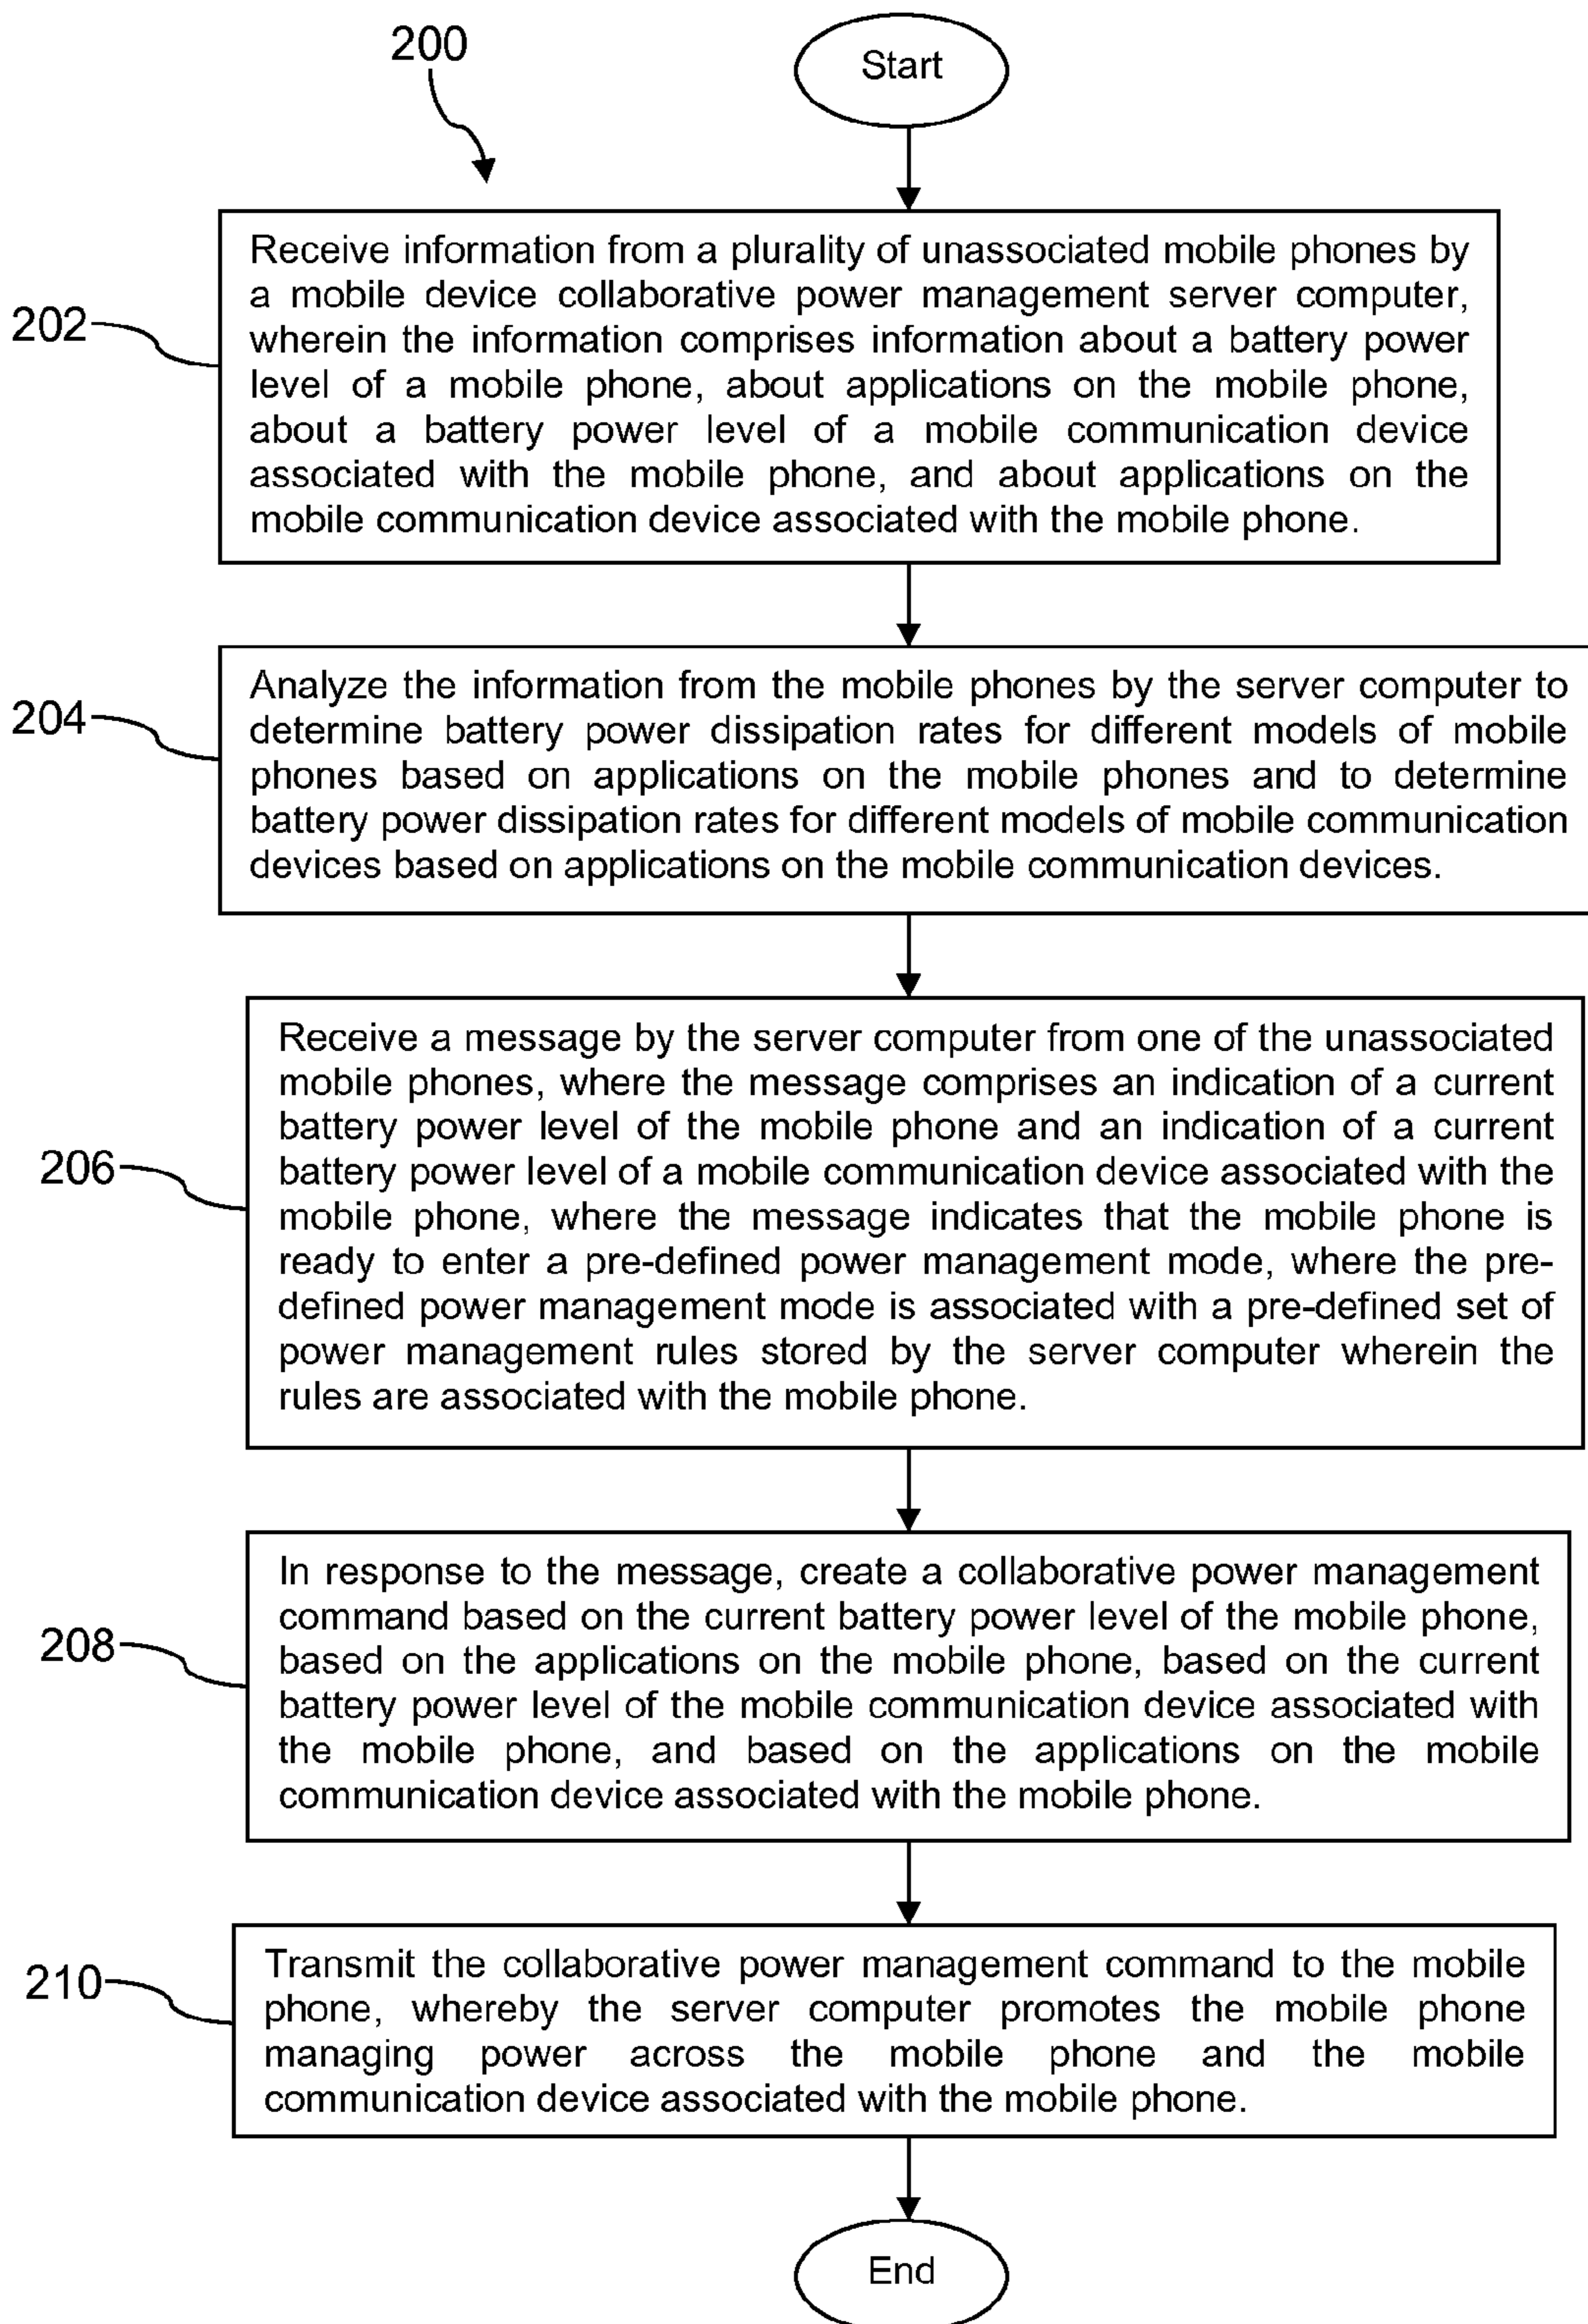 200
Start
202
Receive information from a plurality of unassociated mobile phones by
a mobile device collaborative power management server computer,
wherein the information comprises information about a battery power
level of a mobile phone, about applications on the mobile phone,
about a battery power level of a mobile communication device
associated with the mobile phone, and about applications on the
mobile communication device associated with the mobile phone.
204
Analyze the information from the mobile phones by the server computer to
determine battery power dissipation rates for different models of mobile
phones based on applications on the mobile phones and to determine
battery power dissipation rates for different models of mobile communication
devices based on applications on the mobile communication devices.
206
Receive a message by the server computer from one of the unassociated
mobile phones, where the message comprises an indication of a current
battery power level of the mobile phone and an indication of a current
battery power level of a mobile communication device associated with the
mobile phone, where the message indicates that the mobile phone is
ready to enter a pre-defined power management mode, where the pre-
defined power management mode is associated with a pre-defined set of
power management rules stored by the server computer wherein the
rules are associated with the mobile phone.
208
In response to the message, create a collaborative power management
command based on the current battery power level of the mobile phone,
based on the applications on the mobile phone, based on the current
battery power level of the mobile communication device associated with
the mobile phone, and based on the applications on the mobile
communication device associated with the mobile phone.
210
Transmit the collaborative power management command to the mobile
phone, whereby the server computer promotes the mobile phone
managing power across the mobile phone and the mobile
communication device associated with the mobile phone.
End